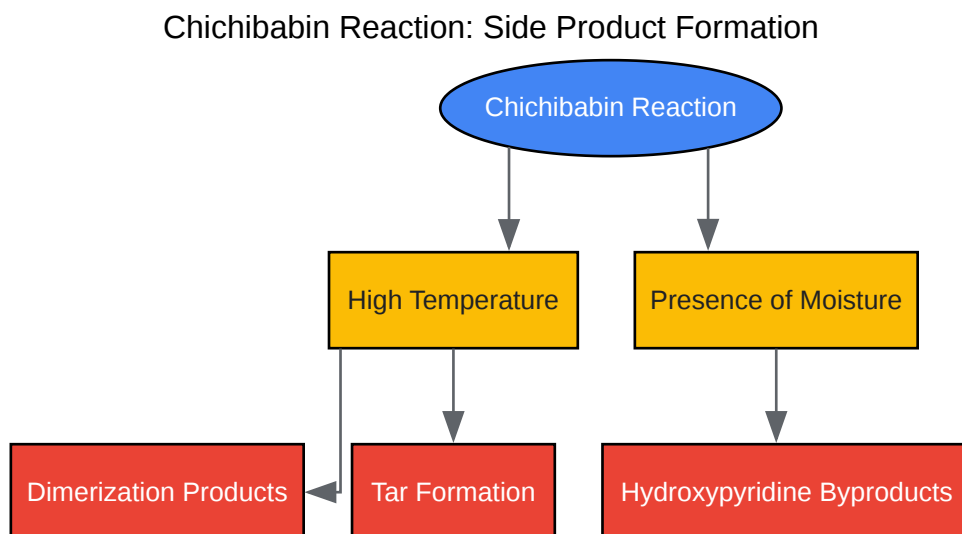 Chichibabin Reaction: Side Product Formation
Chichibabin Reaction
High Temperature
Presence of Moisture
Dimerization Products
Tar Formation
Hydroxypyridine Byproducts